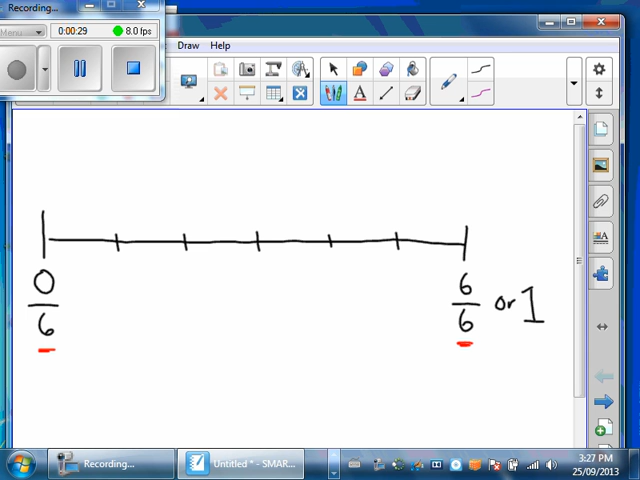 Recording...
Menu
0:00:29
8.0 fps
Draw Help
A
0
6
6
6
or 1
Recording...
Untitled * - SMAR...
3:27 PM
25/09/2013